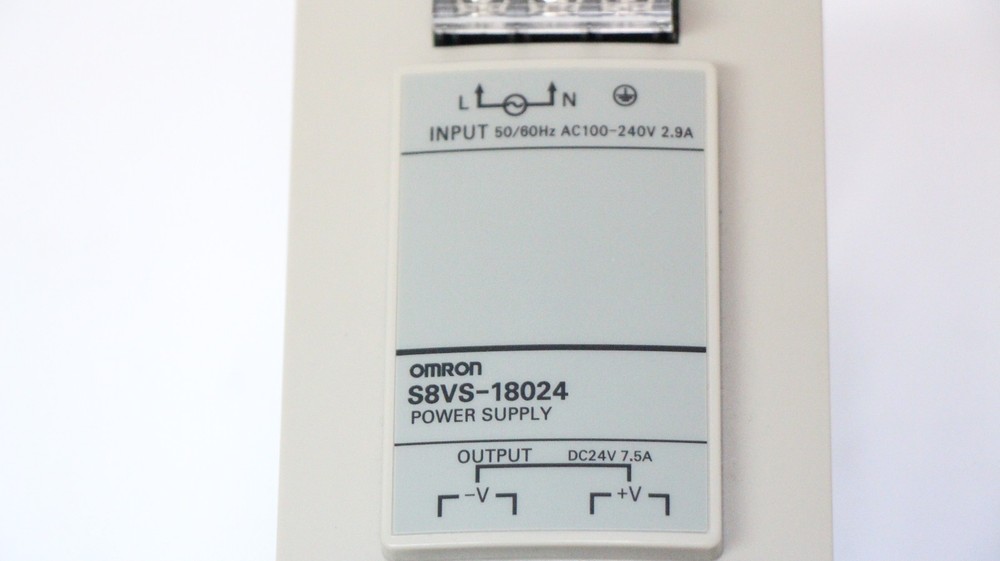 L N
INPUT 50/60Hz AC100-240V 2.9A
OMRON
S8VS-18024
POWER SUPPLY
OUTPUT DC24V 7.5A
-V +V